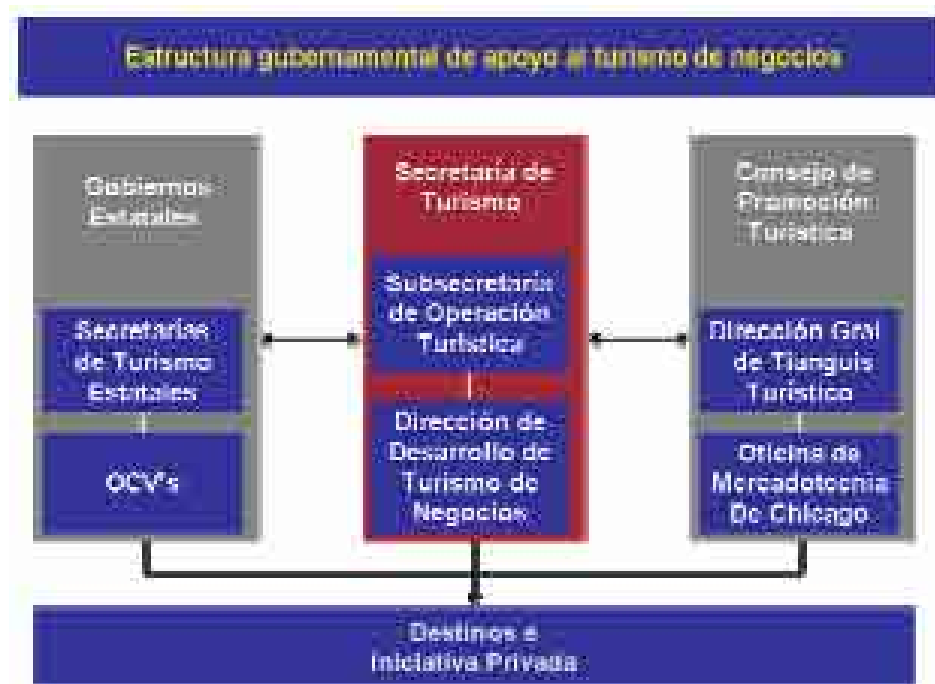 Estructura gubernamental de apoyo al turismo de negocios
Gobiernos
Estatales
Secretarías
de Turismo
Estatales
OCV's
Secretaría de
Turismo
Subsecretaría
de Operación
Turística
Dirección de
Desarrollo de
Turismo de
Negocios
Consejo de
Promoción
Turística
Dirección Gral
de Tianguis
Turístico
Oficina de
Mercadotecnia
De Chicago
Destinos e
Iniciativa Privada